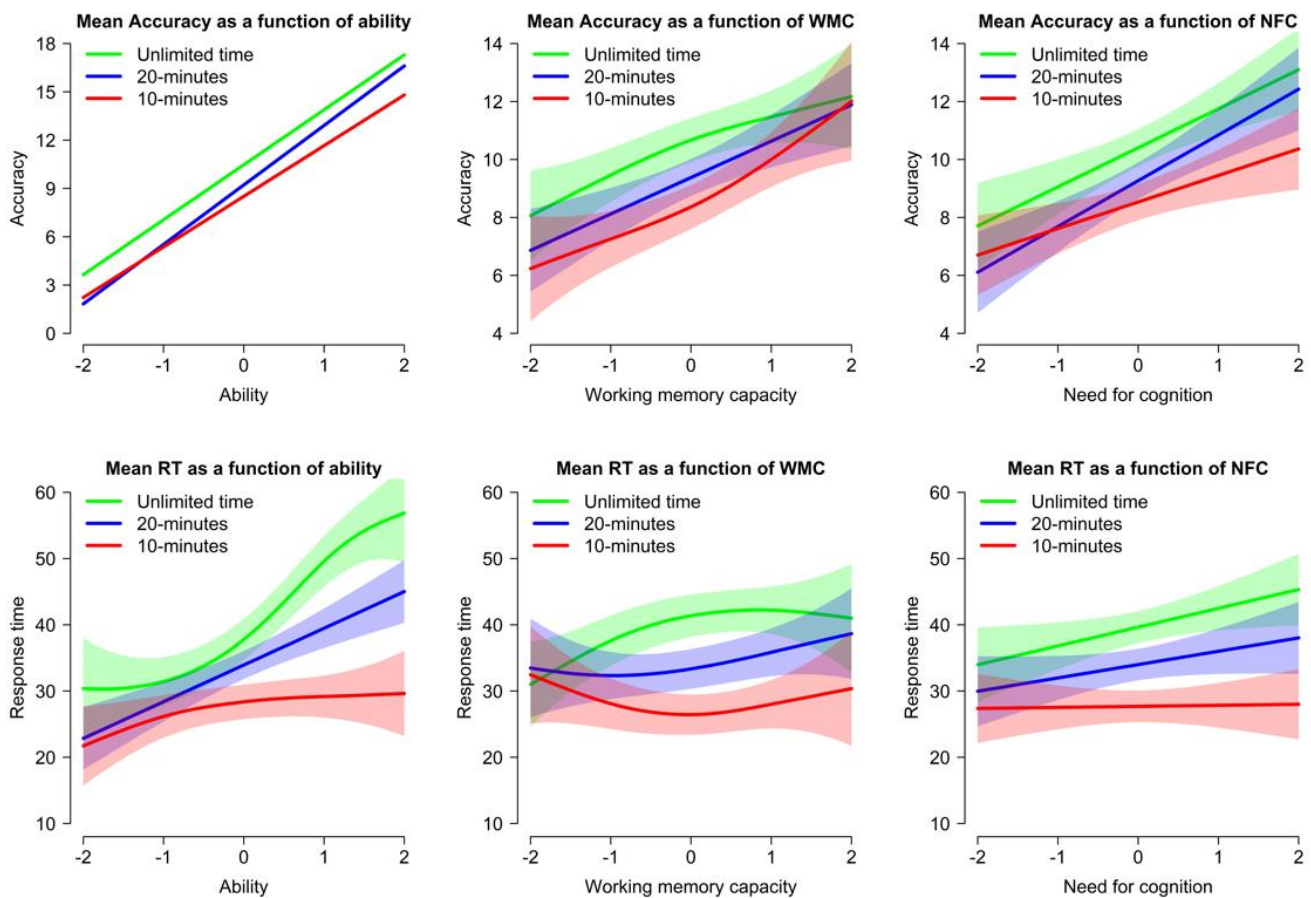 Mean Accuracy as a function of ability
18
15
12
9
6
3
0
Accuracy
Unlimited time
20-minutes
10-minutes
-2 -1 0 1 2
Ability
Mean Accuracy as a function of WMC
14
12
10
8
6
4
Accuracy
Unlimited time
20-minutes
10-minutes
-2 -1 0 1 2
Working memory capacity
Mean Accuracy as a function of NFC
14
12
10
8
6
4
Accuracy
Unlimited time
20-minutes
10-minutes
-2 -1 0 1 2
Need for cognition
Mean RT as a function of ability
60
50
40
30
20
10
Response time
Unlimited time
20-minutes
10-minutes
-2 -1 0 1 2
Ability
Mean RT as a function of WMC
60
50
40
30
20
10
Response time
Unlimited time
20-minutes
10-minutes
-2 -1 0 1 2
Working memory capacity
Mean RT as a function of NFC
60
50
40
30
20
10
Response time
Unlimited time
20-minutes
10-minutes
-2 -1 0 1 2
Need for cognition